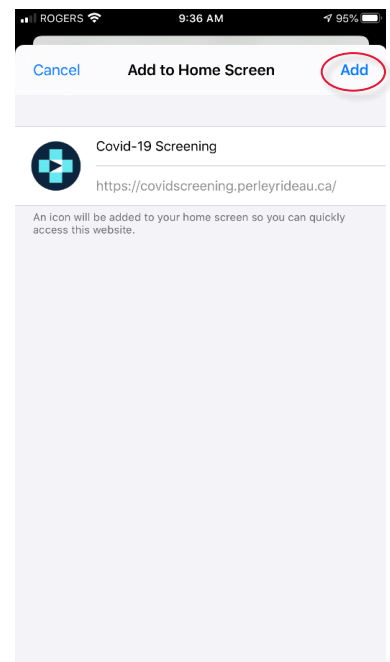 ROGERS 9:36 AM 95%
Cancel Add to Home Screen Add
Covid-19 Screening
https://covidscreening.perleyrideau.ca/
An icon will be added to your home screen so you can quickly
access this website.